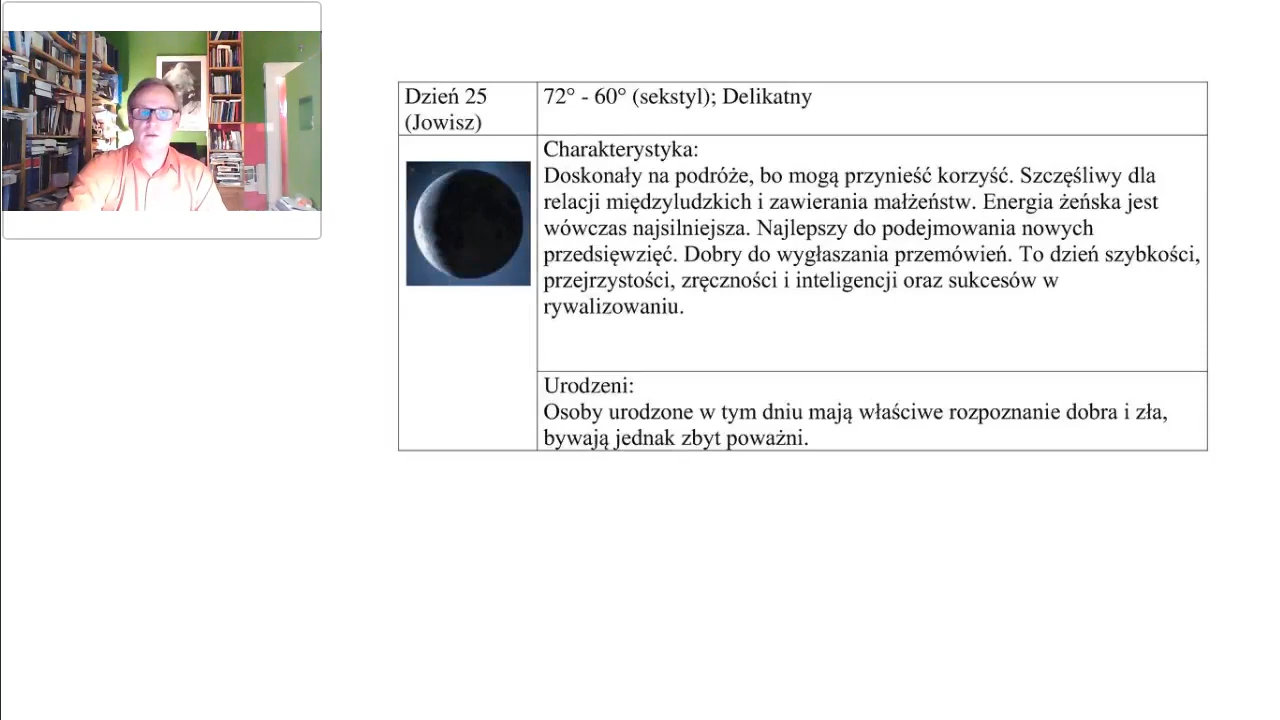 Dzień 25
(Jowisz)
72° - 60° (sekstyl); Delikatny
Charakterystyka:
Doskonały na podróże, bo mogą przynieść korzyść. Szczęśliwy dla
relacji międzyludzkich i zawierania małżeństw. Energia żeńska jest
wówczas najsilniejsza. Najlepszy do podejmowania nowych
przedsięwzięć. Dobry do wygłaszania przemówień. To dzień szybkości,
przejrzystości, zręczności i inteligencji oraz sukcesów w
rywalizowaniu.
Urodzeni:
Osoby urodzone w tym dniu mają właściwe rozpoznanie dobra i zła,
bywają jednak zbyt poważni.